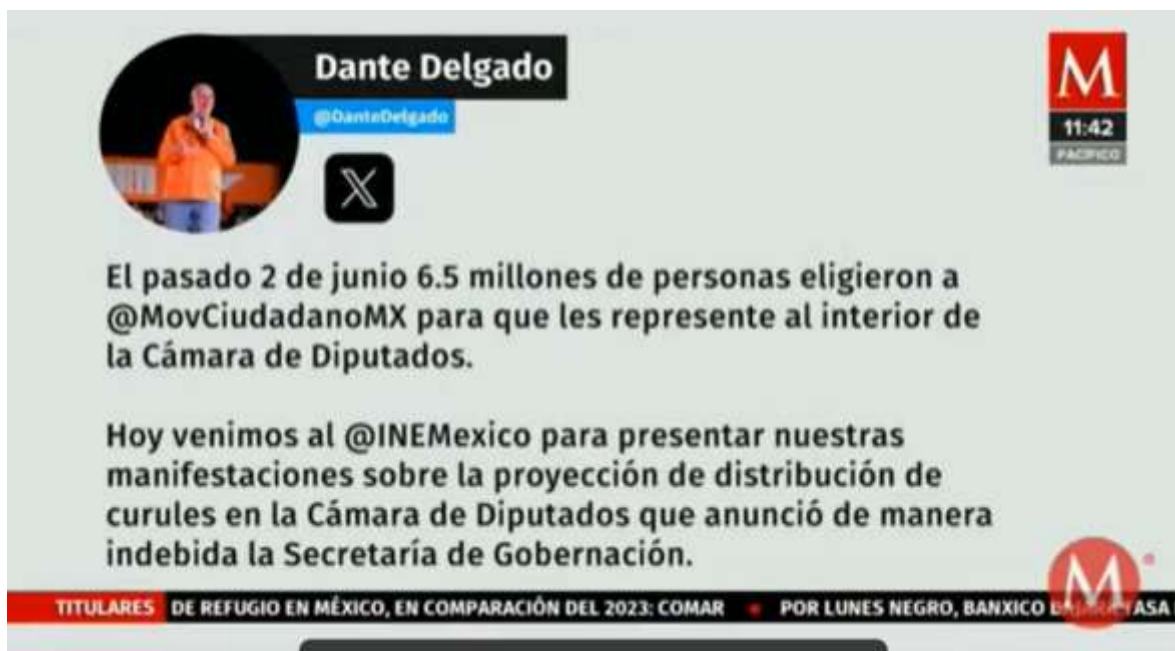 Dante Delgado
@DanteDelgado
M
11:42
PACÍFICO
El pasado 2 de junio 6.5 millones de personas eligieron a
@MovCiudadanoMX para que les represente al interior de
la Cámara de Diputados.
Hoy venimos al @INEMexico para presentar nuestras
manifestaciones sobre la proyección de distribución de
curules en la Cámara de Diputados que anunció de manera
indebida la Secretaría de Gobernación.
M
TITULARES DE REFUGIO EN MÉXICO, EN COMPARACIÓN DEL 2023: COMAR • POR LUNES NEGRO, BANXICO TASA